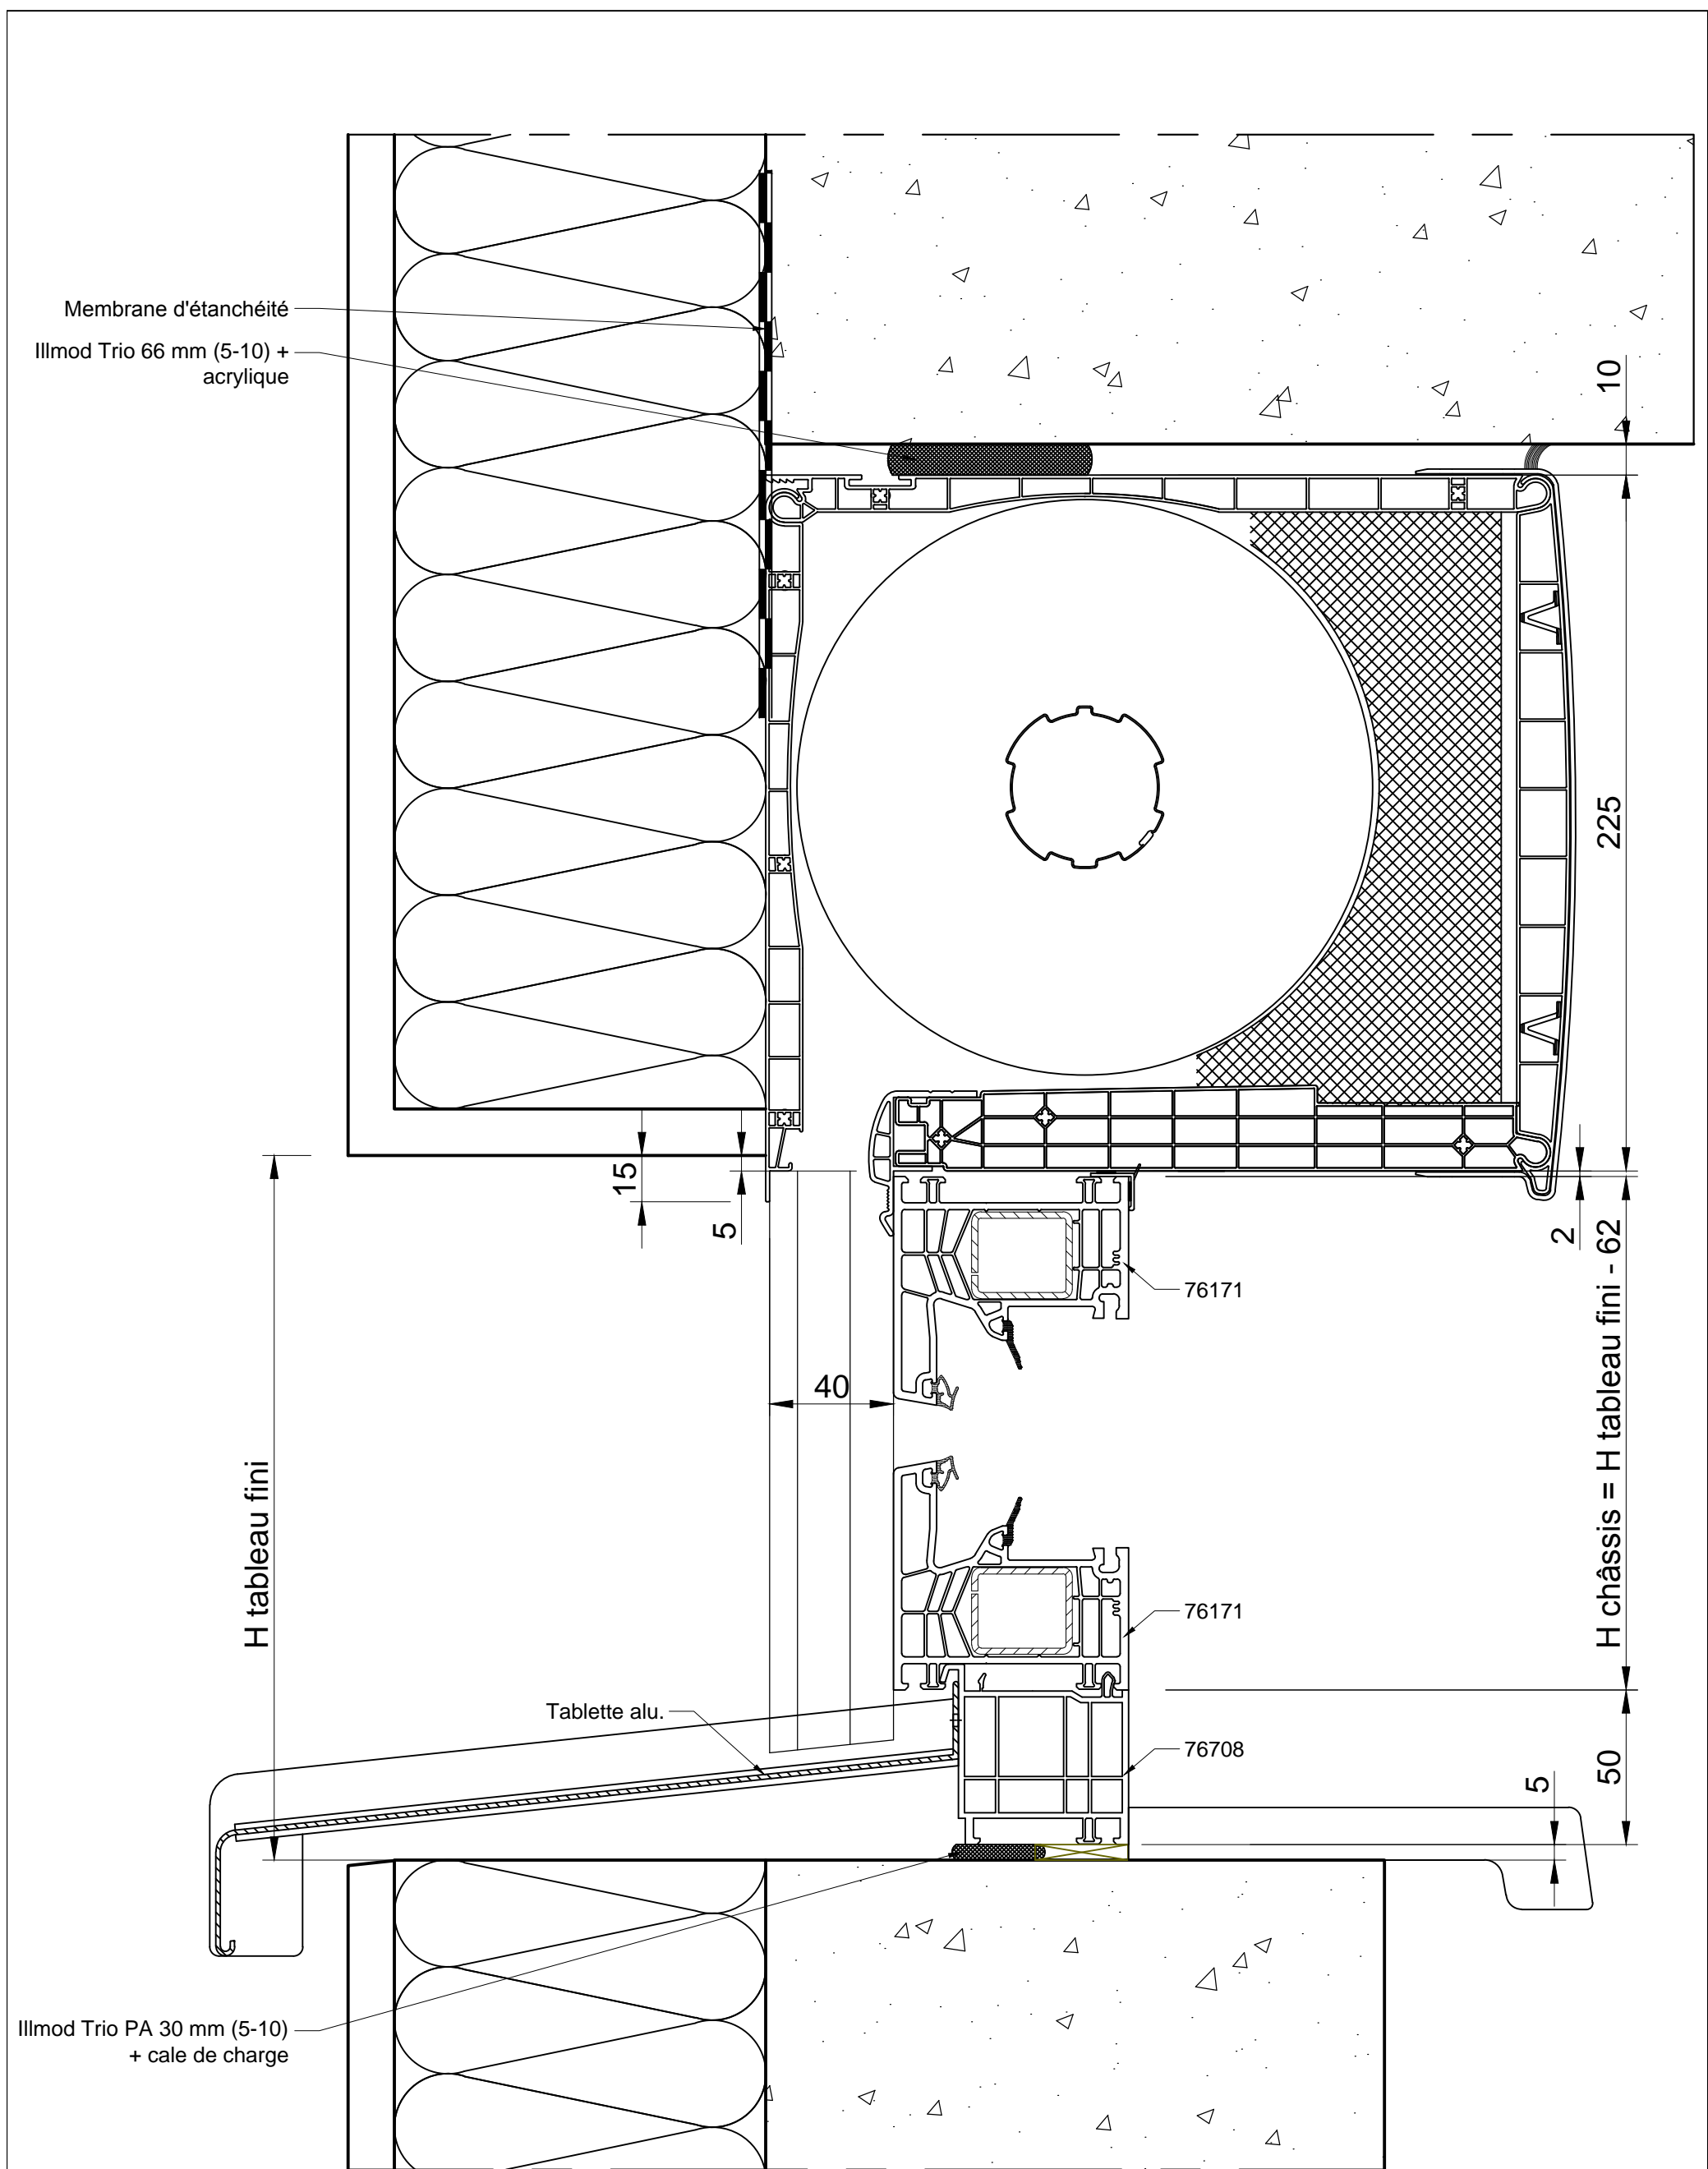 Membrane d'étanchéité
Illmod Trio 66 mm (5-10) +
acrylique
10
225
15
5
2
76171
40
H tableau fini
H châssis = H tableau fini - 62
76171
Tablette alu.
76708
50
5
Illmod Trio PA 30 mm (5-10)
+ cale de charge